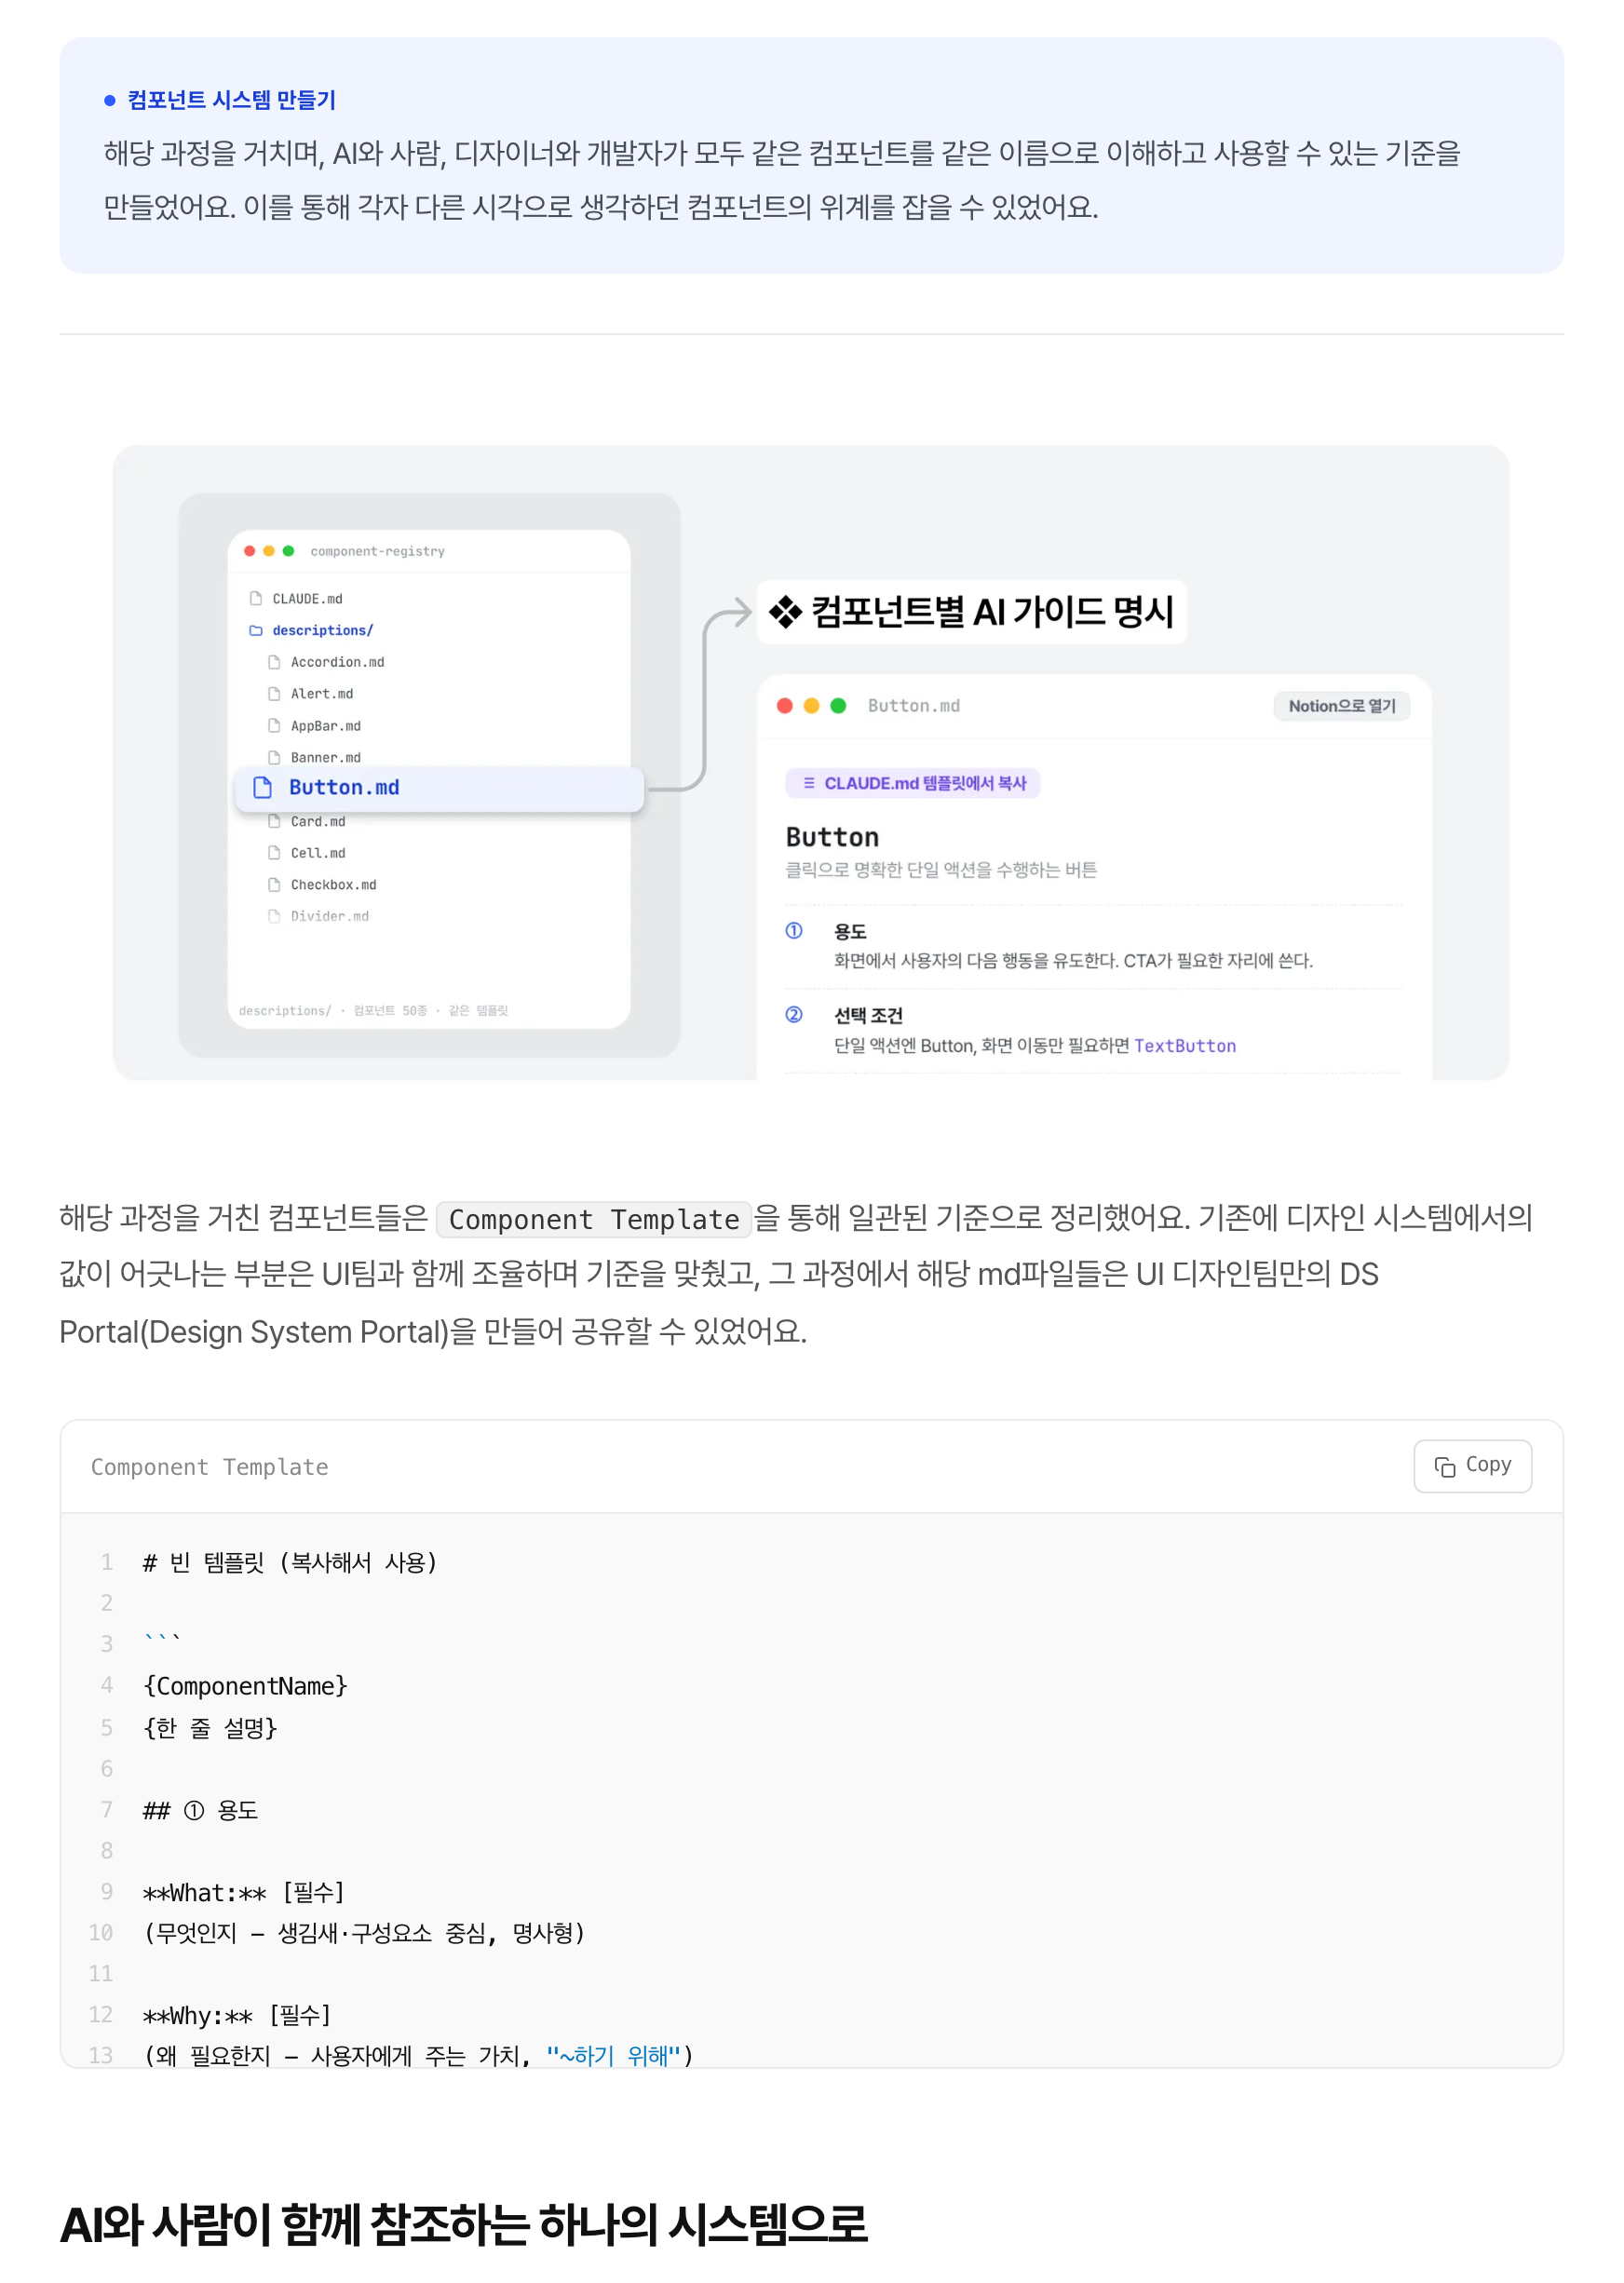 컴포넌트 시스템 만들기
해당 과정을 거치며, AI와 사람, 디자이너와 개발자가 모두 같은 컴포넌트를 같은 이름으로 이해하고 사용할 수 있는 기준을
만들었어요. 이를 통해 각자 다른 시각으로 생각하던 컴포넌트의 위계를 잡을 수 있었어요.
component-registry
CLAUDE.md
descriptions/
Accordion.md
Alert.md
AppBar.md
Banner.md
Button.md
Card.md
Cell.md
Checkbox.md
Divider.md
descriptions/ · 컴포넌트 50종 · 같은 템플릿
❖ 컴포넌트별 AI 가이드 명시
Button.md
Notion으로 열기
☰ CLAUDE.md 템플릿에서 복사
Button
클릭으로 명확한 단일 액션을 수행하는 버튼
① 용도
화면에서 사용자의 다음 행동을 유도한다. CTA가 필요한 자리에 쓴다.
② 선택 조건
단일 액션엔 Button, 화면 이동만 필요하면 TextButton
해당 과정을 거친 컴포넌트들은 Component Template을 통해 일관된 기준으로 정리했어요. 기존에 디자인 시스템에서의
값이 어긋나는 부분은 UI팀과 함께 조율하며 기준을 맞췄고, 그 과정에서 해당 md파일들은 UI 디자인팀만의 DS
Portal(Design System Portal)을 만들어 공유할 수 있었어요.
Component Template
Copy
1 # 빈 템플릿 (복사해서 사용)
2
3 ```
4 {ComponentName}
5 {한 줄 설명}
6
7 ## ① 용도
8
9 **What:** [필수]
10 (무엇인지 — 생김새·구성요소 중심, 명사형)
11
12 **Why:** [필수]
13 (왜 필요한지 — 사용자에게 주는 가치, "~하기 위해")
AI와 사람이 함께 참조하는 하나의 시스템으로